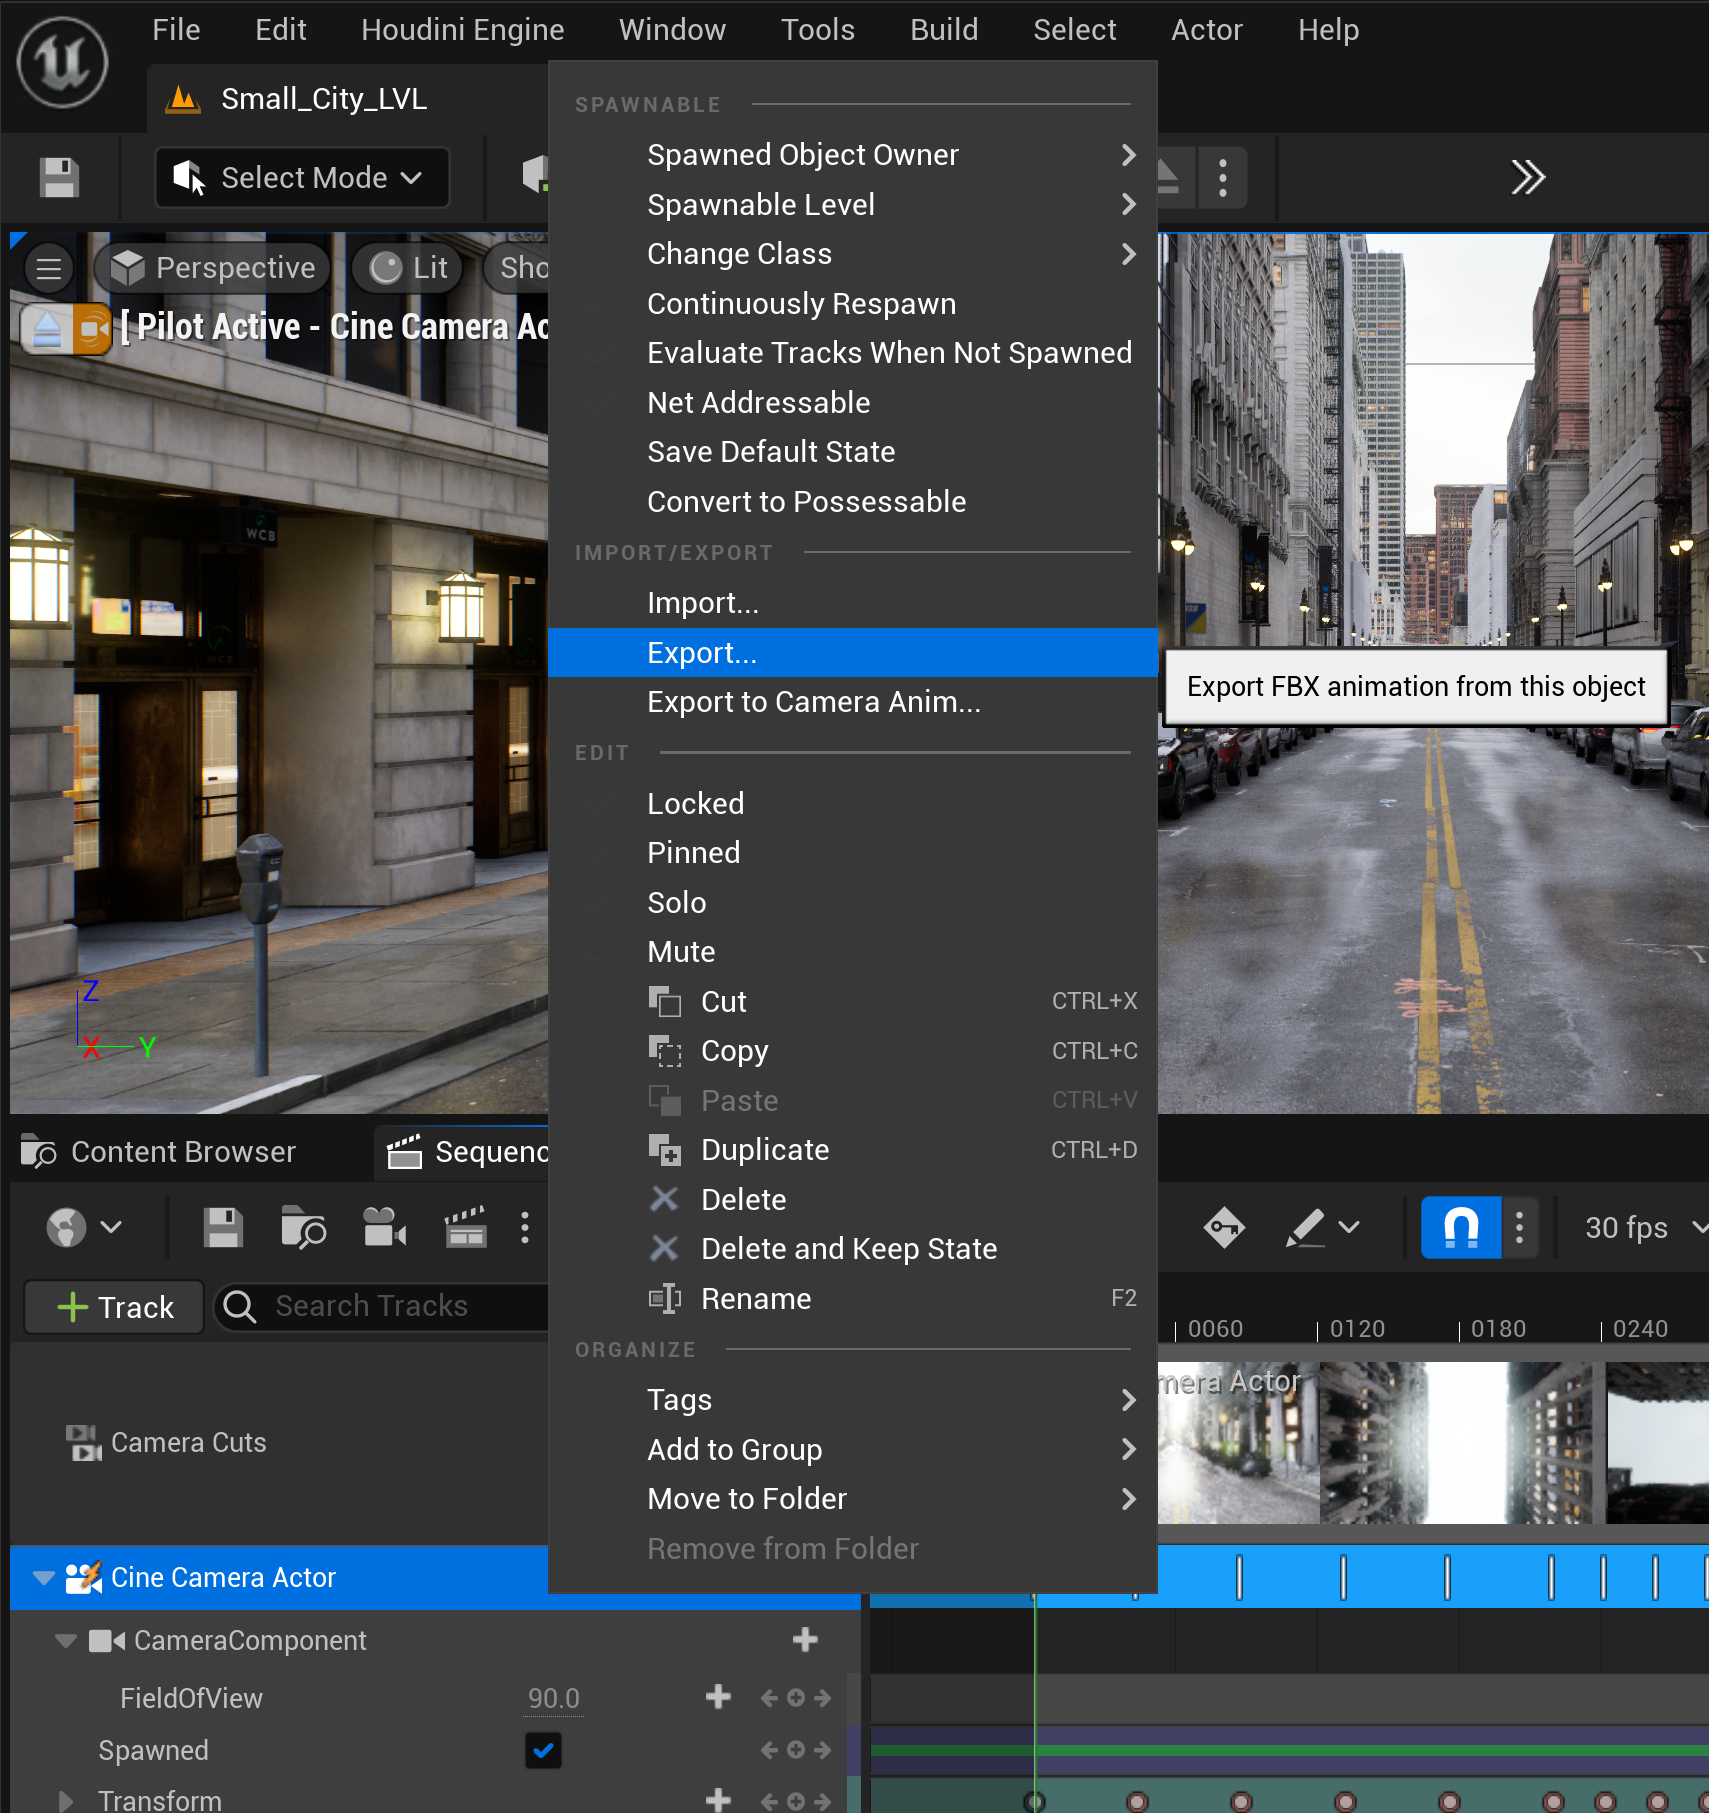 File Edit Houdini Engine Window Tools Build Select Actor Help
Small_City_LVL
Select Mode
Perspective Lit Sho
[ Pilot Active - Cine Camera Ac
WCB
SPAWNABLE
Spawned Object Owner
Spawnable Level
Change Class
Continuously Respawn
Evaluate Tracks When Not Spawned
Net Addressable
Save Default State
Convert to Possessable
IMPORT/EXPORT
Import...
Export...
Export FBX animation from this object
Export to Camera Anim...
EDIT
Locked
Pinned
Solo
Mute
Cut CTRL+X
Copy CTRL+C
Paste CTRL+V
Duplicate CTRL+D
Delete
Delete and Keep State
Rename F2
ORGANIZE
Tags
Add to Group
Move to Folder
Remove from Folder
Z
X Y
Content Browser Sequenc
30 fps
Track Search Tracks
0060 0120 0180 0240
mera Actor
Camera Cuts
Cine Camera Actor
CameraComponent
FieldOfView 90.0
Spawned
Transform